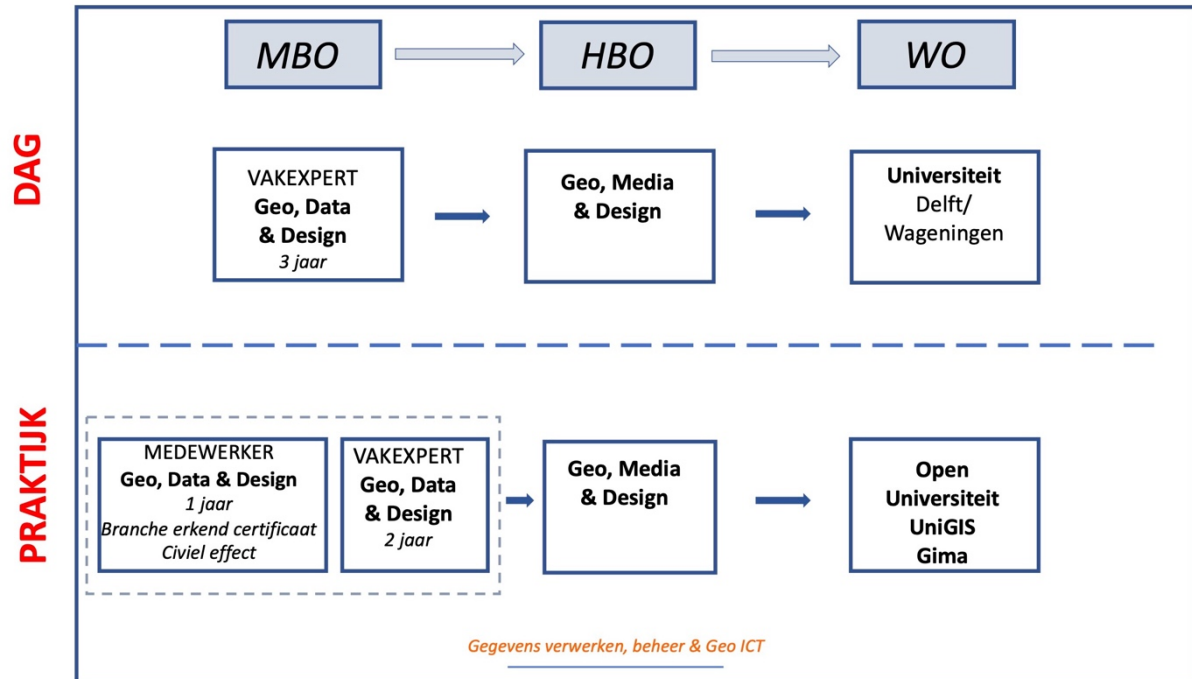 MBO
HBO
WO
DAG
VAKEXPERT
Geo, Data
& Design
3 jaar
Geo, Media
& Design
Universiteit
Delft/
Wageningen
PRAKTIJK
MEDEWERKER
Geo, Data & Design
1 jaar
Branche erkend certificaat
Civiel effect
VAKEXPERT
Geo, Data
& Design
2 jaar
Geo, Media
& Design
Open
Universiteit
UniGIS
Gima
Gegevens verwerken, beheer & Geo ICT